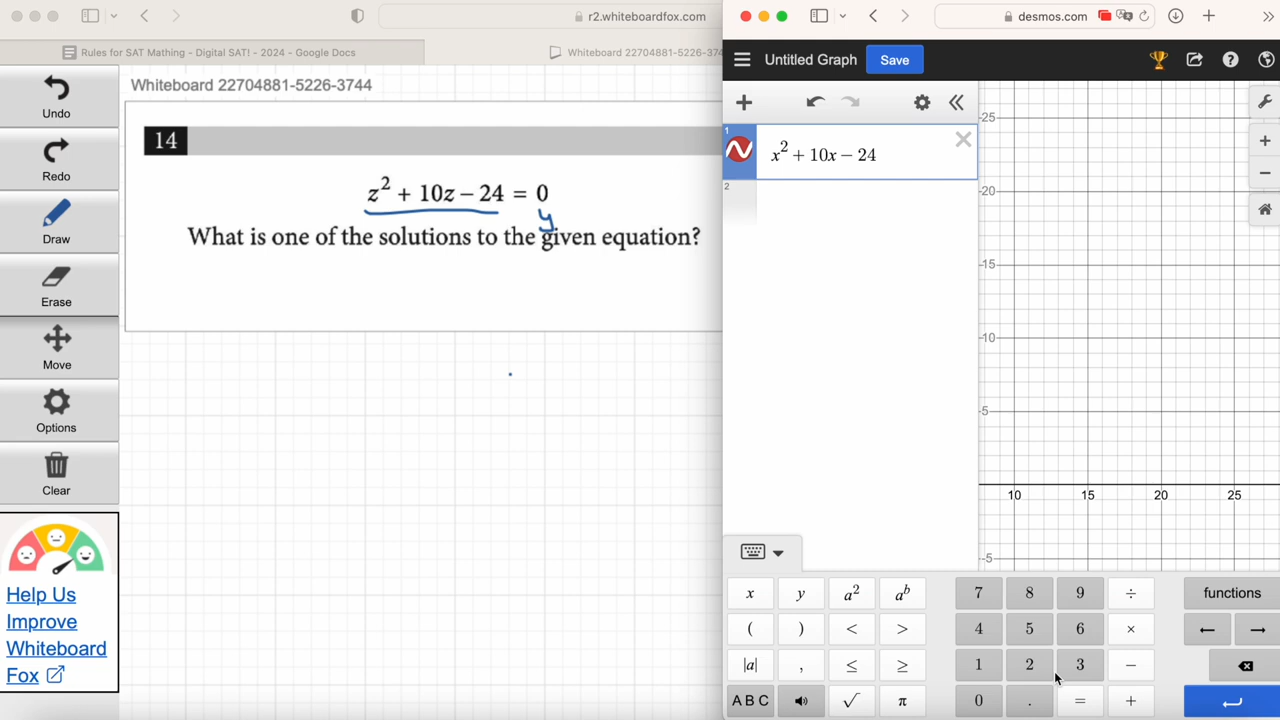 r2.whiteboardfox.com
desmos.com
Rules for SAT Mathing - Digital SAT! - 2024 - Google Docs
Whiteboard 22704881-5226-374
Untitled Graph
Save
Undo
Redo
Draw
Erase
Move
Options
Clear
Help Us
Improve
Whiteboard
Fox
Whiteboard 22704881-5226-3744
14
z² + 10z – 24 = 0
y
What is one of the solutions to the given equation?
1
x² + 10x – 24
2
25
20
15
10
5
10 15 20 25
-5
x y a² aᵇ 7 8 9 ÷ functions
( ) < > 4 5 6 × ← →
|a| , ≤ ≥ 1 2 3 –
A B C √ π 0 . = +